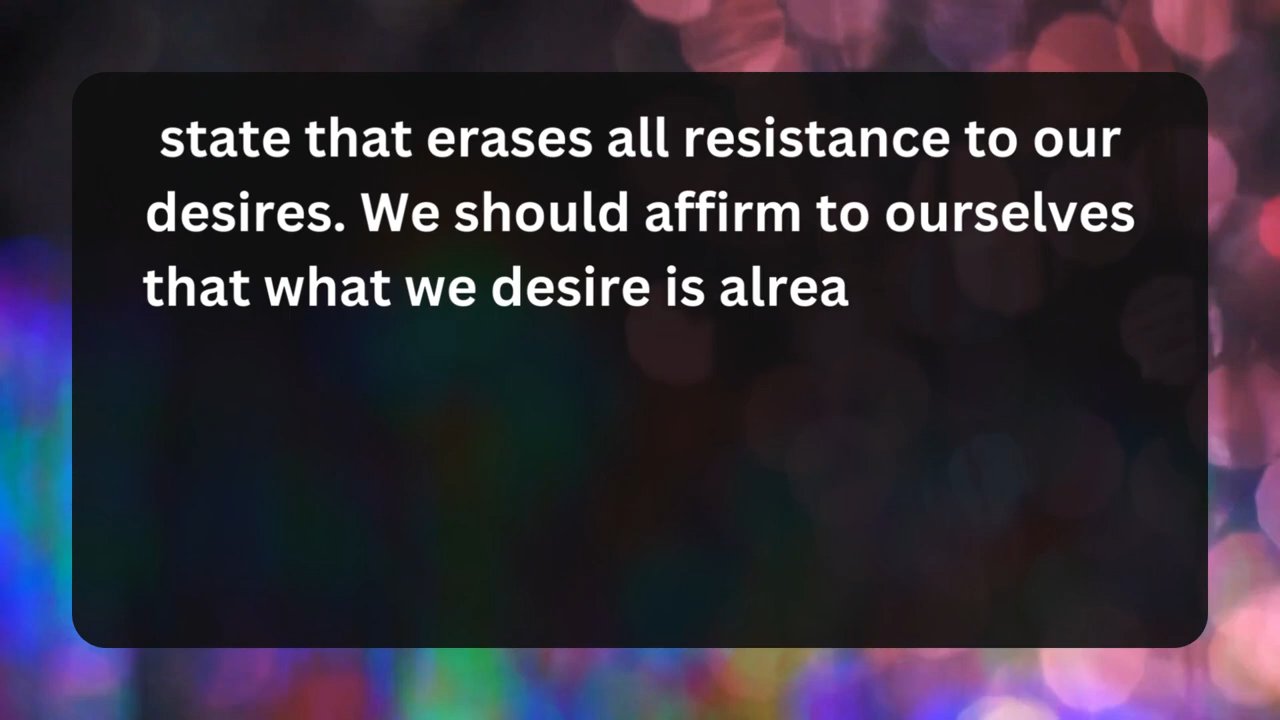 state that erases all resistance to our
desires. We should affirm to ourselves
that what we desire is alrea